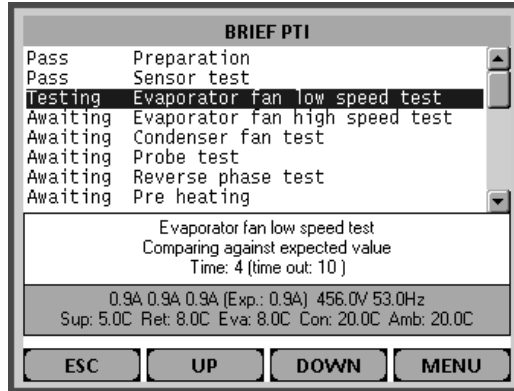 BRIEF PTI
Pass Preparation
Pass Sensor test
Testing Evaporator fan low speed test
Awaiting Evaporator fan high speed test
Awaiting Condenser fan test
Awaiting Probe test
Awaiting Reverse phase test
Awaiting Pre heating
Evaporator fan low speed test
Comparing against expected value
Time: 4 (time out: 10 )
0.9A 0.9A 0.9A (Exp.: 0.9A) 456.0V 53.0Hz
Sup: 5.0C Ret: 8.0C Eva: 8.0C Con: 20.0C Amb: 20.0C
ESC UP DOWN MENU